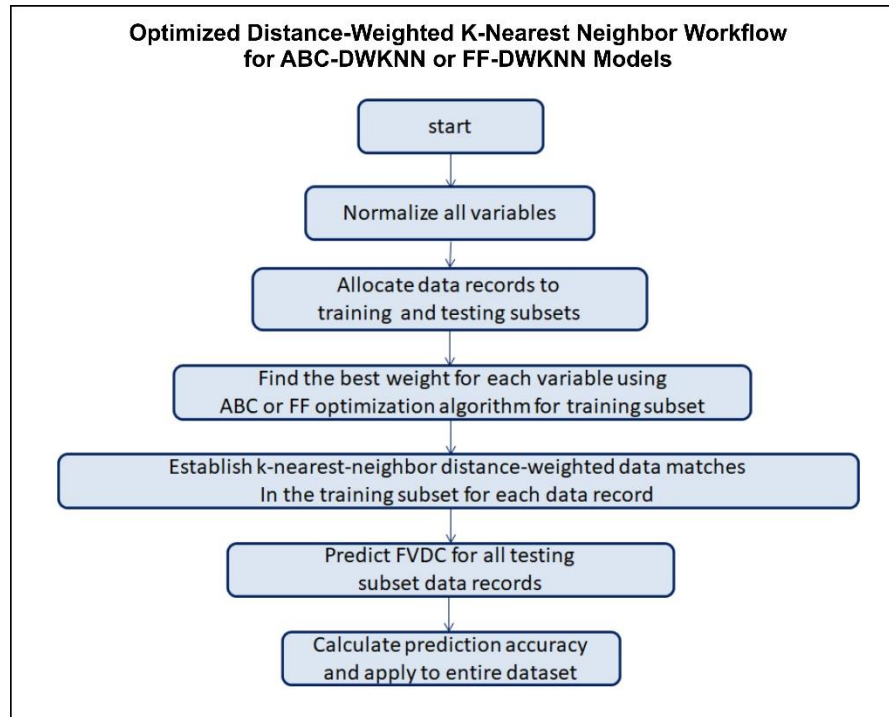 Optimized Distance-Weighted K-Nearest Neighbor Workflow
for ABC-DWKNN or FF-DWKNN Models
start
Normalize all variables
Allocate data records to
training and testing subsets
Find the best weight for each variable using
ABC or FF optimization algorithm for training subset
Establish k-nearest-neighbor distance-weighted data matches
In the training subset for each data record
Predict FVDC for all testing
subset data records
Calculate prediction accuracy
and apply to entire dataset